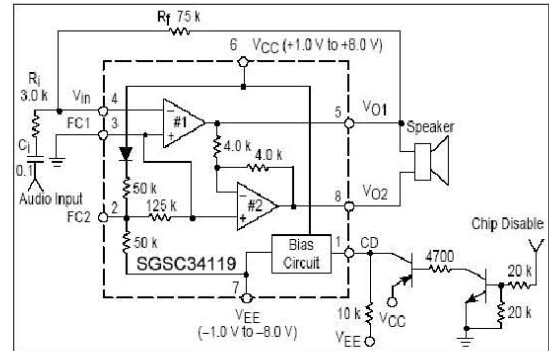 Rf 75 k
6 VCC (+1.0 V to +8.0 V)
Ri
3.0 k
Vin
4
#1
5 VO1
FC1
3
Speaker
Ci
0.1
4.0 k
4.0 k
Audio Input
50 k
#2
8
VO2
FC2
2
125 k
Chip Disable
50 k
Bias
Circuit
1 CD
4700
20 k
SGSC34119
7
20 k
10 k
VCC
VEE
(−1.0 V to −8.0 V)
VEE